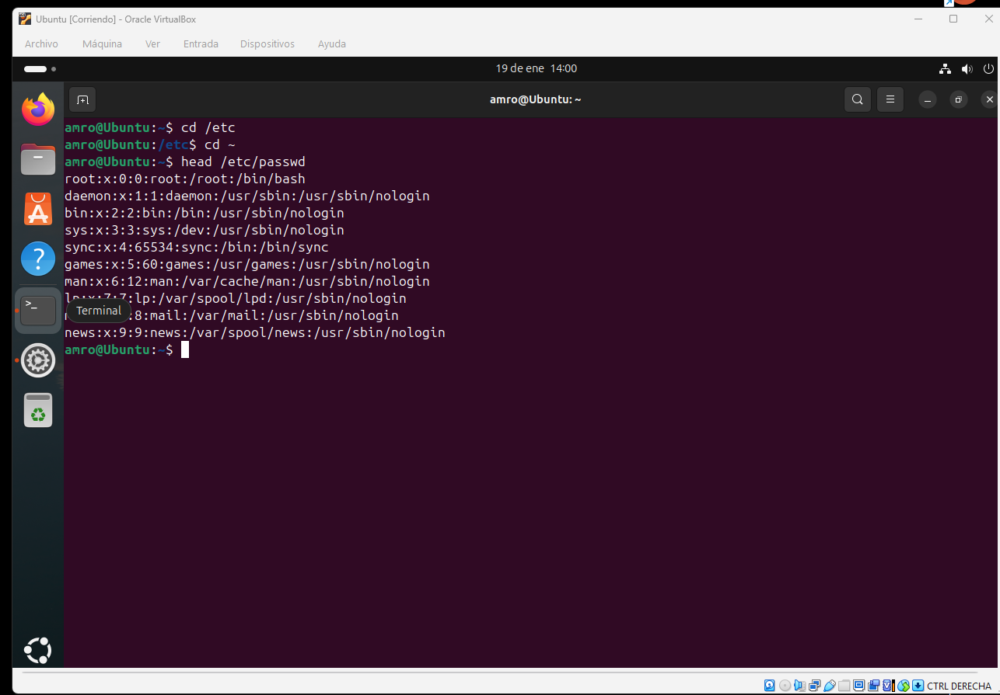 Ubuntu [Corriendo] - Oracle VirtualBox
Archivo Máquina Ver Entrada Dispositivos Ayuda
19 de ene 14:00
amro@Ubuntu: ~
amro@Ubuntu:~$ cd /etc
amro@Ubuntu:/etc$ cd ~
amro@Ubuntu:~$ head /etc/passwd
root:x:0:0:root:/root:/bin/bash
daemon:x:1:1:daemon:/usr/sbin:/usr/sbin/nologin
bin:x:2:2:bin:/bin:/usr/sbin/nologin
sys:x:3:3:sys:/dev:/usr/sbin/nologin
sync:x:4:65534:sync:/bin:/bin/sync
games:x:5:60:games:/usr/games:/usr/sbin/nologin
man:x:6:12:man:/var/cache/man:/usr/sbin/nologin
lp:x:7:7:lp:/var/spool/lpd:/usr/sbin/nologin
Terminal
:8:mail:/var/mail:/usr/sbin/nologin
news:x:9:9:news:/var/spool/news:/usr/sbin/nologin
amro@Ubuntu:~$
CTRL DERECHA